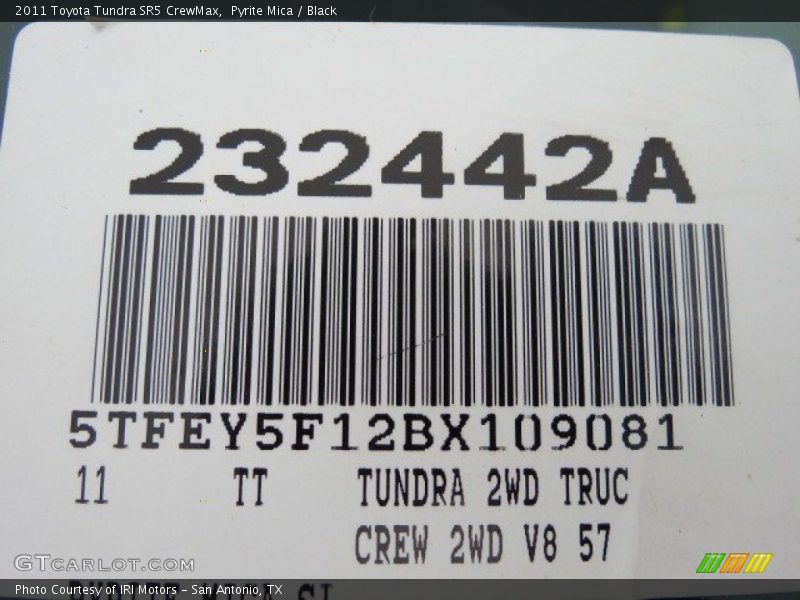 2011 Toyota Tundra SR5 CrewMax, Pyrite Mica / Black
232442A
5TFEY5F12BX109081
11 TT TUNDRA 2WD TRUC
CREW 2WD V8 57
GTCARLOT.COM
Photo Courtesy of IRI Motors - San Antonio, TX